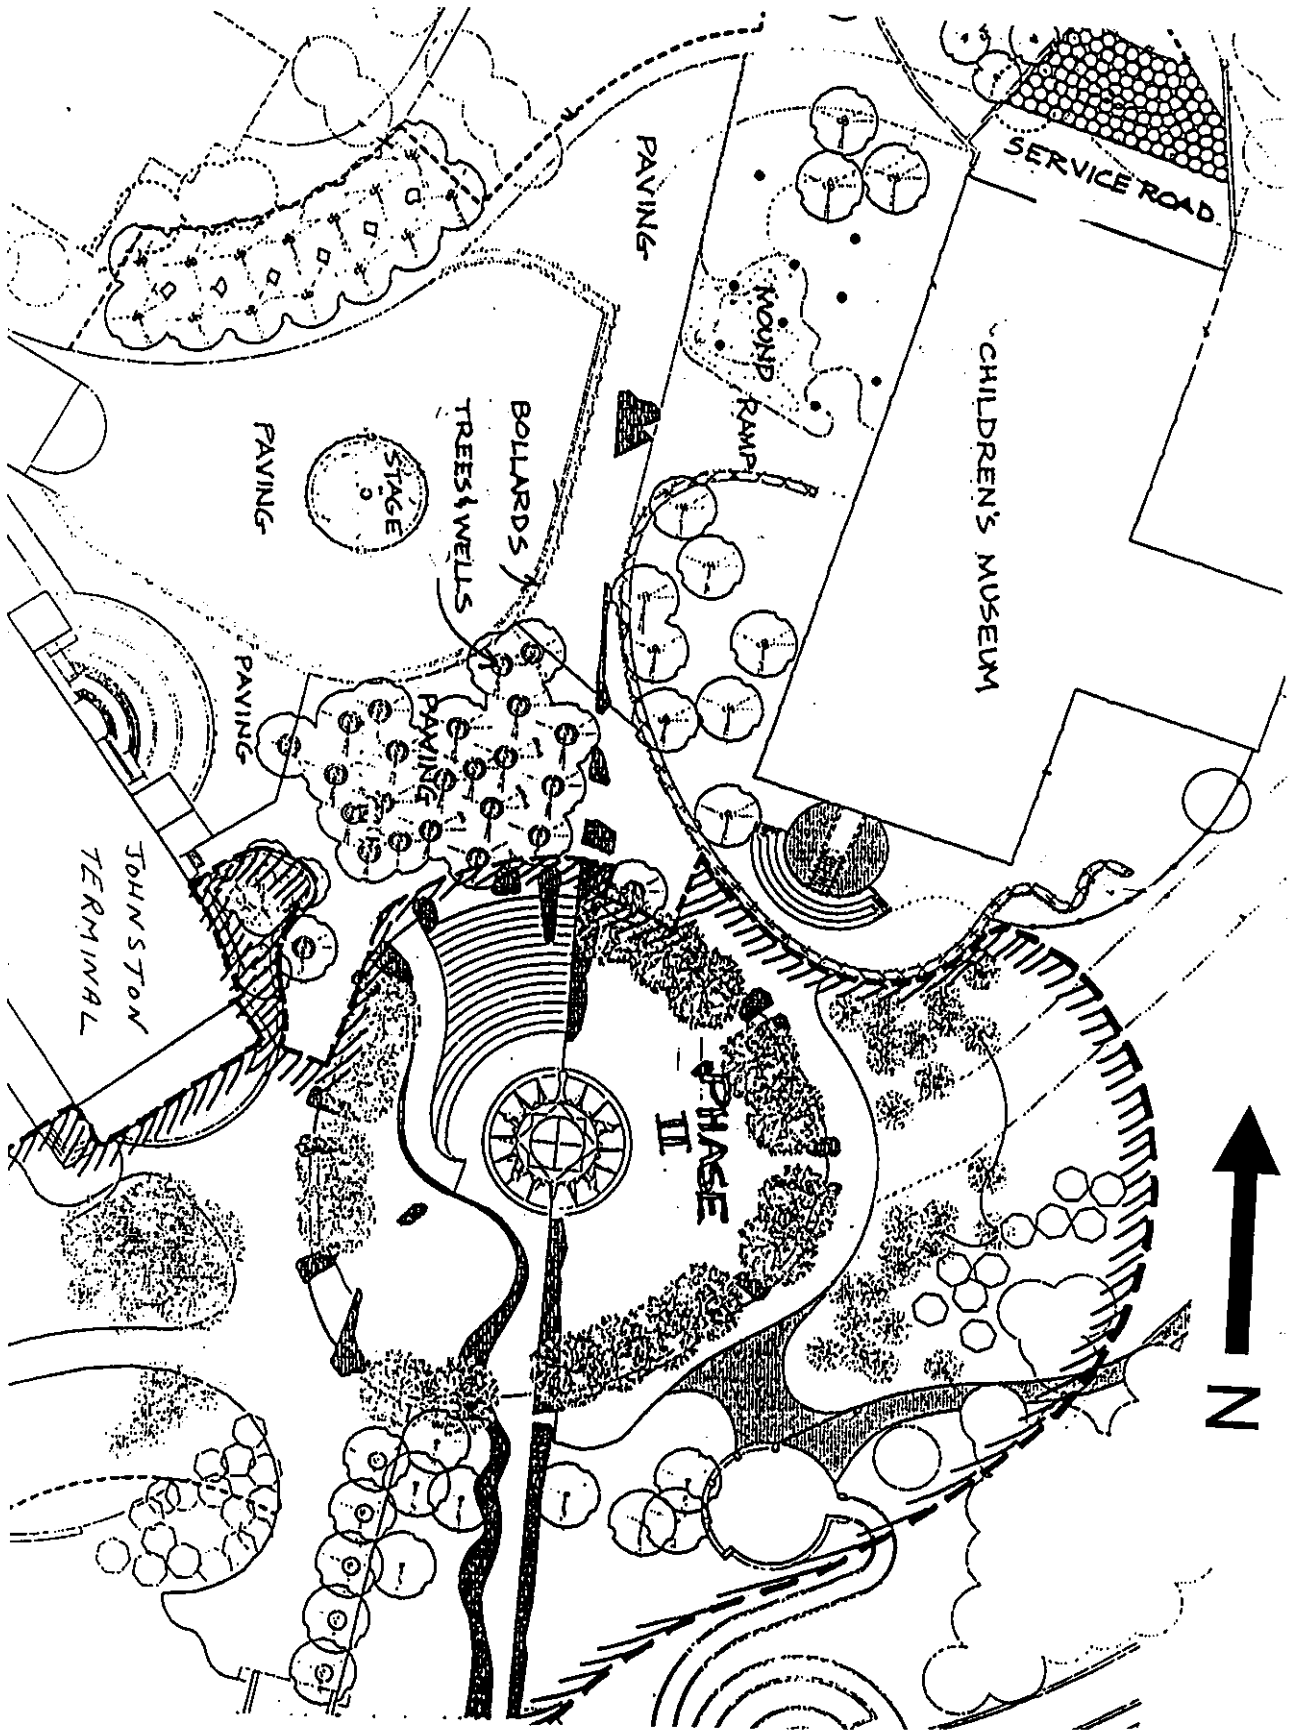 SERVICE ROAD
PAVING
MOUND
RAMP
CHILDREN'S MUSEUM
BOLLARDS
TREES & WELLS
STAGE
PAVING
PAVING
PAVING
JOHNSTON
TERMINAL
PHASE
II
N